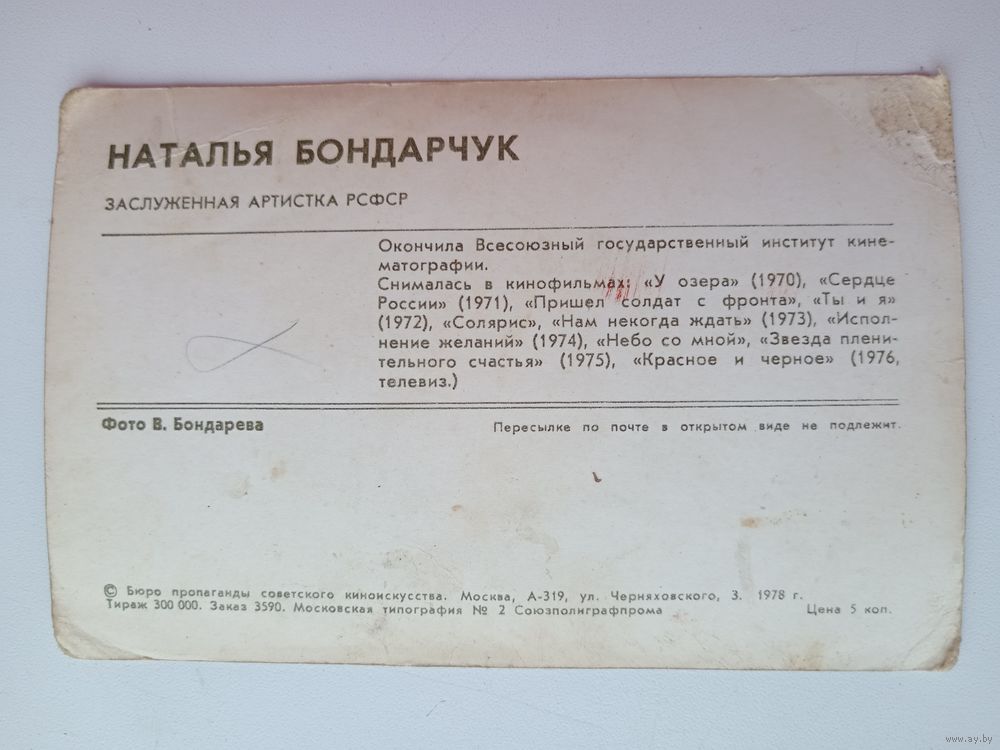 НАТАЛЬЯ БОНДАРЧУК
ЗАСЛУЖЕННАЯ АРТИСТКА РСФСР
Окончила Всесоюзный государственный институт кине-
матографии.
Снималась в кинофильмах: «У озера» (1970), «Сердце
России» (1971), «Пришел солдат с фронта», «Ты и я»
(1972), «Солярис», «Нам некогда ждать» (1973), «Испол-
нение желаний» (1974), «Небо со мной», «Звезда плени-
тельного счастья» (1975), «Красное и черное» (1976,
телевиз.)
Фото В. Бондарева
Пересылке по почте в открытом виде не подлежит.
© Бюро пропаганды советского киноискусства. Москва, А-319, ул. Черняховского, 3. 1978 г.
Тираж 300 000. Заказ 3590. Московская типография № 2 Союзполиграфпрома
Цена 5 коп.
www.ay.by